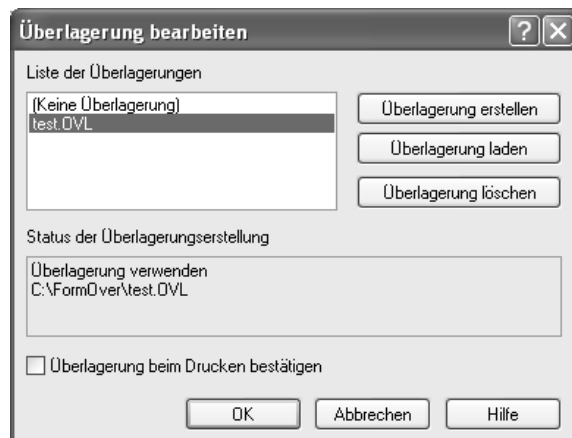 Überlagerung bearbeiten
Liste der Überlagerungen
(Keine Überlagerung)
test.OVL
Überlagerung erstellen
Überlagerung laden
Überlagerung löschen
Status der Überlagerungserstellung
Überlagerung verwenden
C:\FormOver\test.OVL
Überlagerung beim Drucken bestätigen
OK
Abbrechen
Hilfe